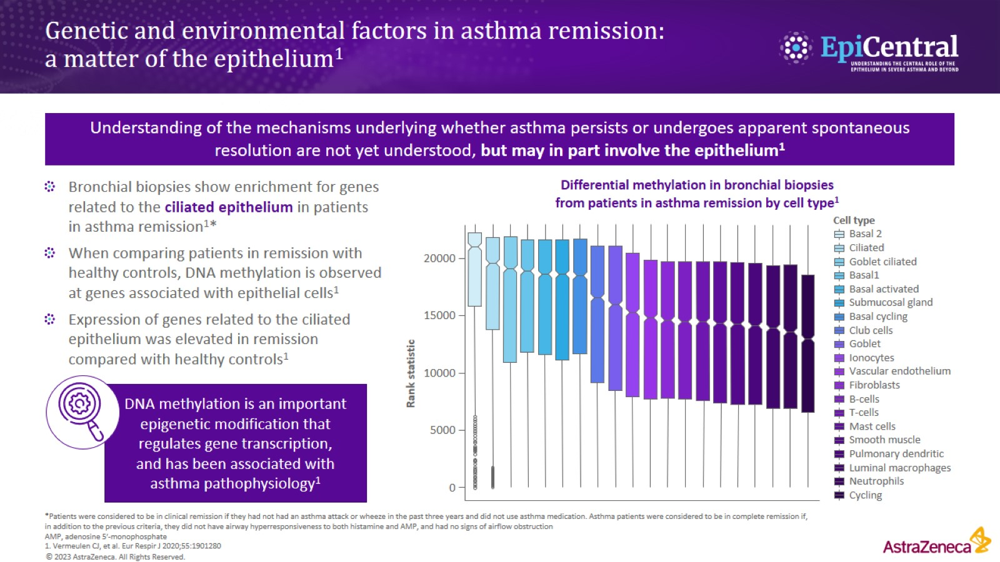 Genetic and environmental factors in asthma remission:
a matter of the epithelium1
EpiCentral
UNDERSTANDING THE CENTRAL ROLE OF THE
EPITHELIUM IN SEVERE ASTHMA AND BEYOND
Understanding of the mechanisms underlying whether asthma persists or undergoes apparent spontaneous
resolution are not yet understood, but may in part involve the epithelium1
Bronchial biopsies show enrichment for genes
related to the ciliated epithelium in patients
in asthma remission1*
When comparing patients in remission with
healthy controls, DNA methylation is observed
at genes associated with epithelial cells1
Expression of genes related to the ciliated
epithelium was elevated in remission
compared with healthy controls1
DNA methylation is an important
epigenetic modification that
regulates gene transcription,
and has been associated with
asthma pathophysiology1
Differential methylation in bronchial biopsies
from patients in asthma remission by cell type1
Rank statistic
20000
15000
10000
5000
0
Cell type
Basal 2
Ciliated
Goblet ciliated
Basal1
Basal activated
Submucosal gland
Basal cycling
Club cells
Goblet
Ionocytes
Vascular endothelium
Fibroblasts
B-cells
T-cells
Mast cells
Smooth muscle
Pulmonary dendritic
Luminal macrophages
Neutrophils
Cycling
*Patients were considered to be in clinical remission if they had not had an asthma attack or wheeze in the past three years and did not use asthma medication. Asthma patients were considered to be in complete remission if,
in addition to the previous criteria, they did not have airway hyperresponsiveness to both histamine and AMP, and had no signs of airflow obstruction
AMP, adenosine 5′-monophosphate
1. Vermeulen CJ, et al. Eur Respir J 2020;55:1901280
© 2023 AstraZeneca. All Rights Reserved.
AstraZeneca